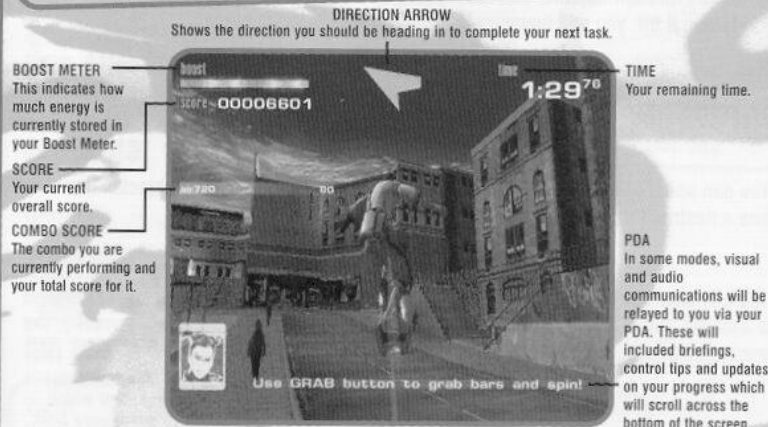 DIRECTION ARROW
Shows the direction you should be heading in to complete your next task.
BOOST METER
This indicates how
much energy is
currently stored in
your Boost Meter.
SCORE
Your current
overall score.
COMBO SCORE
The combo you are
currently performing and
your total score for it.
boost
score 00006601
time
1:29 76
air720
80
Use GRAB button to grab bars and spin!
TIME
Your remaining time.
PDA
In some modes, visual
and audio
communications will be
relayed to you via your
PDA. These will
included briefings,
control tips and updates
on your progress which
will scroll across the
bottom of the screen